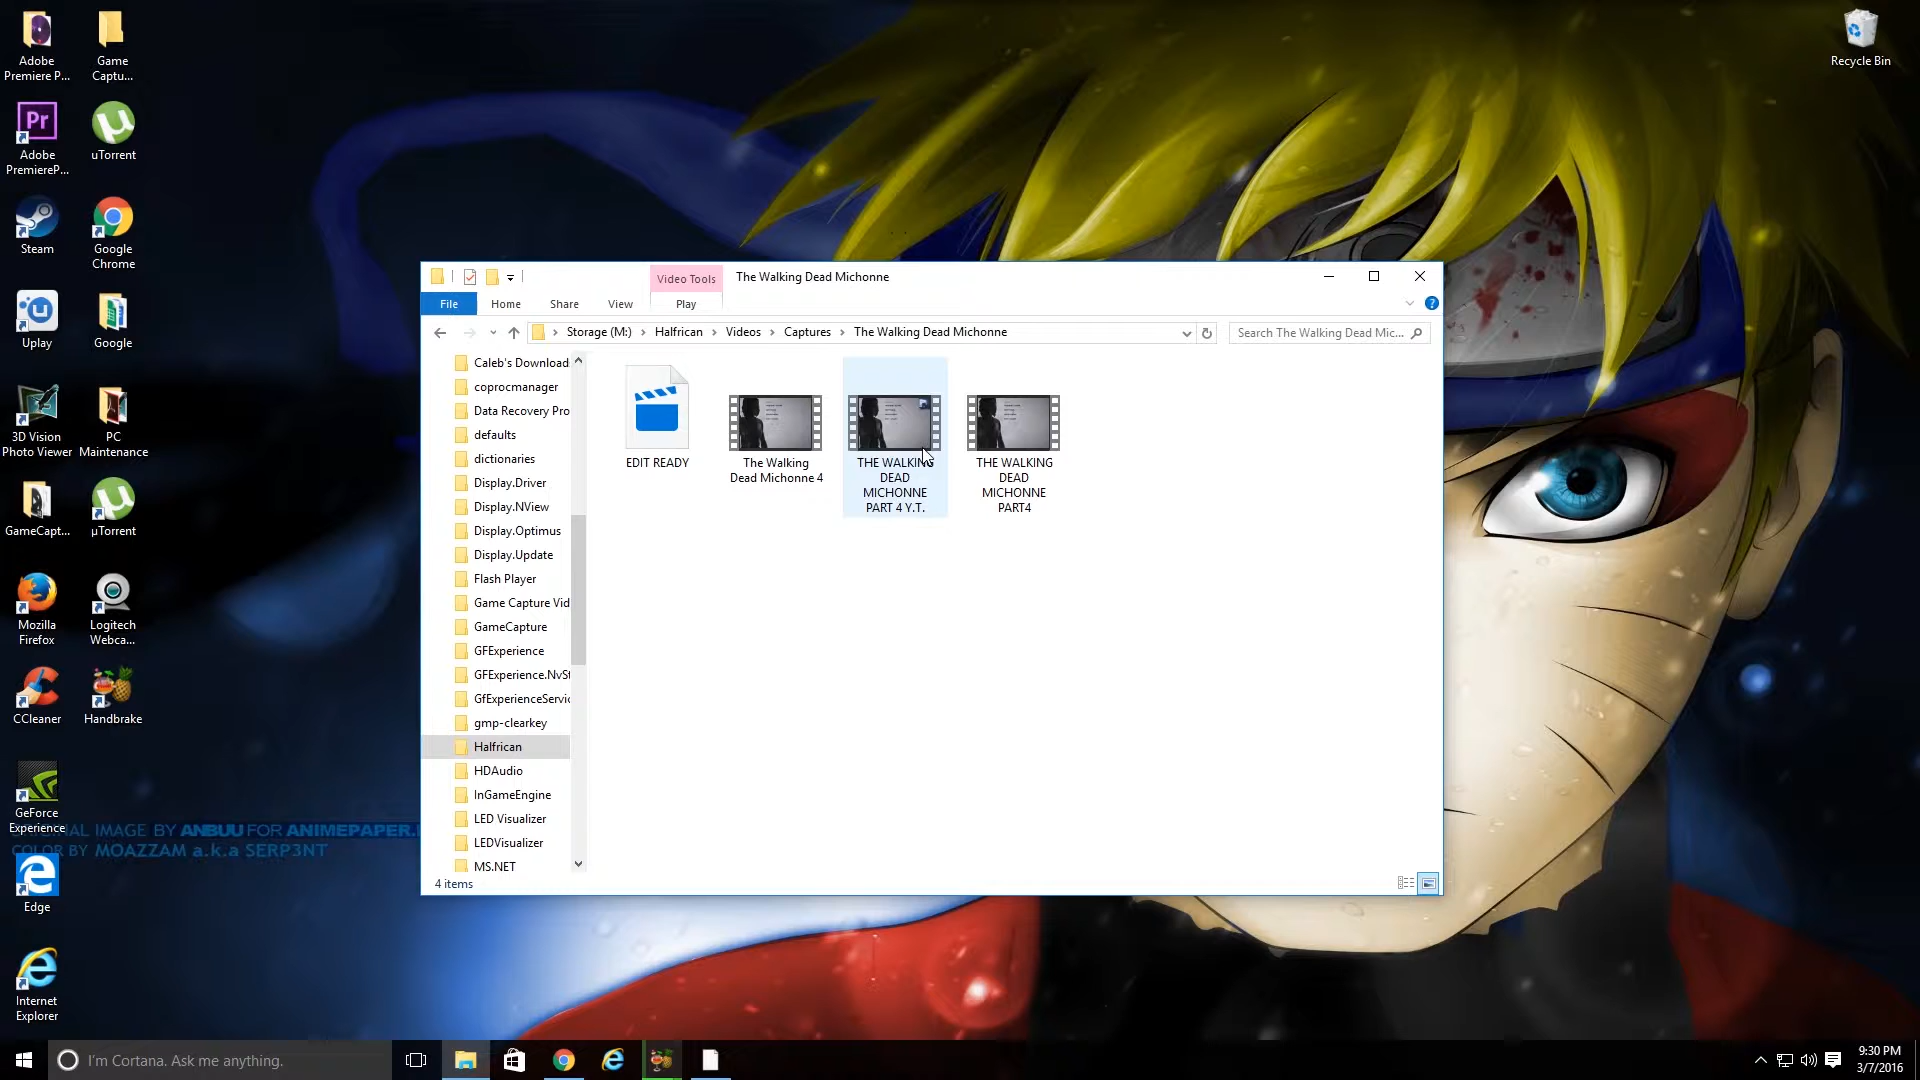 Adobe
Premiere P...
Game
Captu...
Recycle Bin
Pr
Adobe
PremiereP...
uTorrent
Steam
Google
Chrome
Uplay
Google
3D Vision
Photo Viewer
PC
Maintenance
GameCapt...
µTorrent
Mozilla
Firefox
Logitech
Webca...
CCleaner
Handbrake
GeForce
Experience
Edge
Internet
Explorer
COLOR BY MOAZZAM a.k.a SERP3NT
Video Tools
The Walking Dead Michonne
File
Home
Share
View
Play
Storage (M:)
Halfrican
Videos
Captures
The Walking Dead Michonne
Search The Walking Dead Mic...
Caleb's Download
coprocmanager
Data Recovery Pro
defaults
dictionaries
Display.Driver
Display.NView
Display.Optimus
Display.Update
Flash Player
Game Capture Vid
GameCapture
GFExperience
GFExperience.NvSt
GfExperienceServic
gmp-clearkey
Halfrican
HDAudio
InGameEngine
LED Visualizer
LEDVisualizer
MS.NET
EDIT READY
The Walking
Dead Michonne 4
THE WALKING
DEAD
MICHONNE
PART 4 Y.T.
THE WALKING
DEAD
MICHONNE
PART4
4 items
I'm Cortana. Ask me anything.
9:30 PM
3/7/2016